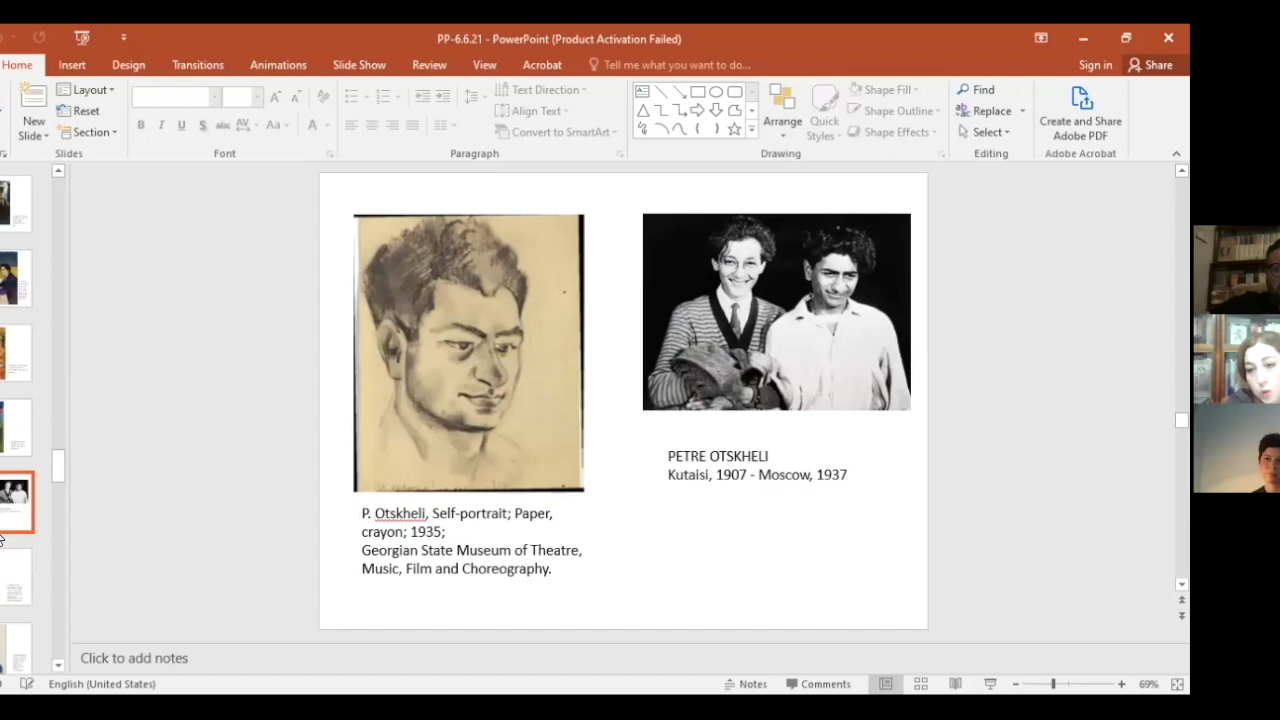 PP-6.6.21 - PowerPoint (Product Activation Failed)
Home Insert Design Transitions Animations Slide Show Review View Acrobat Tell me what you want to do... Sign in Share
New Slide
Layout
Reset
Section
Slides
B I U S abc AV Aa A
Font
Text Direction
Align Text
Convert to SmartArt
Paragraph
Arrange
Quick Styles
Shape Fill
Shape Outline
Shape Effects
Drawing
Find
Replace
Select
Editing
Create and Share
Adobe PDF
Adobe Acrobat
PETRE OTSKHELI
Kutaisi, 1907 - Moscow, 1937
P. Otskheli, Self-portrait; Paper,
crayon; 1935;
Georgian State Museum of Theatre,
Music, Film and Choreography.
Click to add notes
English (United States) Notes Comments 69%